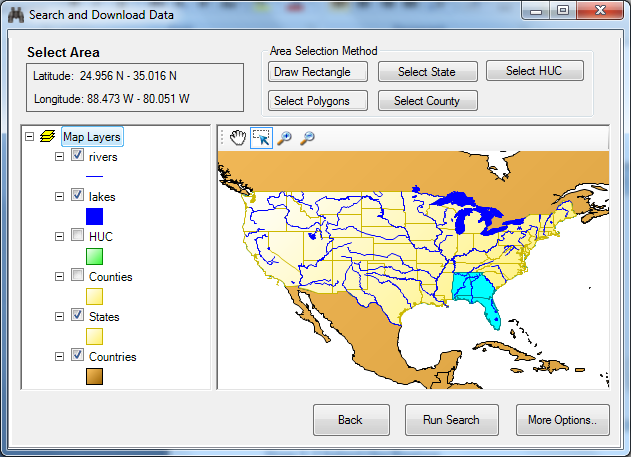 Search and Download Data
Select Area
Latitude: 24.956 N - 35.016 N
Longitude: 88.473 W - 80.051 W
Area Selection Method
Draw Rectangle
Select State
Select HUC
Select Polygons
Select County
Map Layers
rivers
lakes
HUC
Counties
States
Countries
Back
Run Search
More Options..